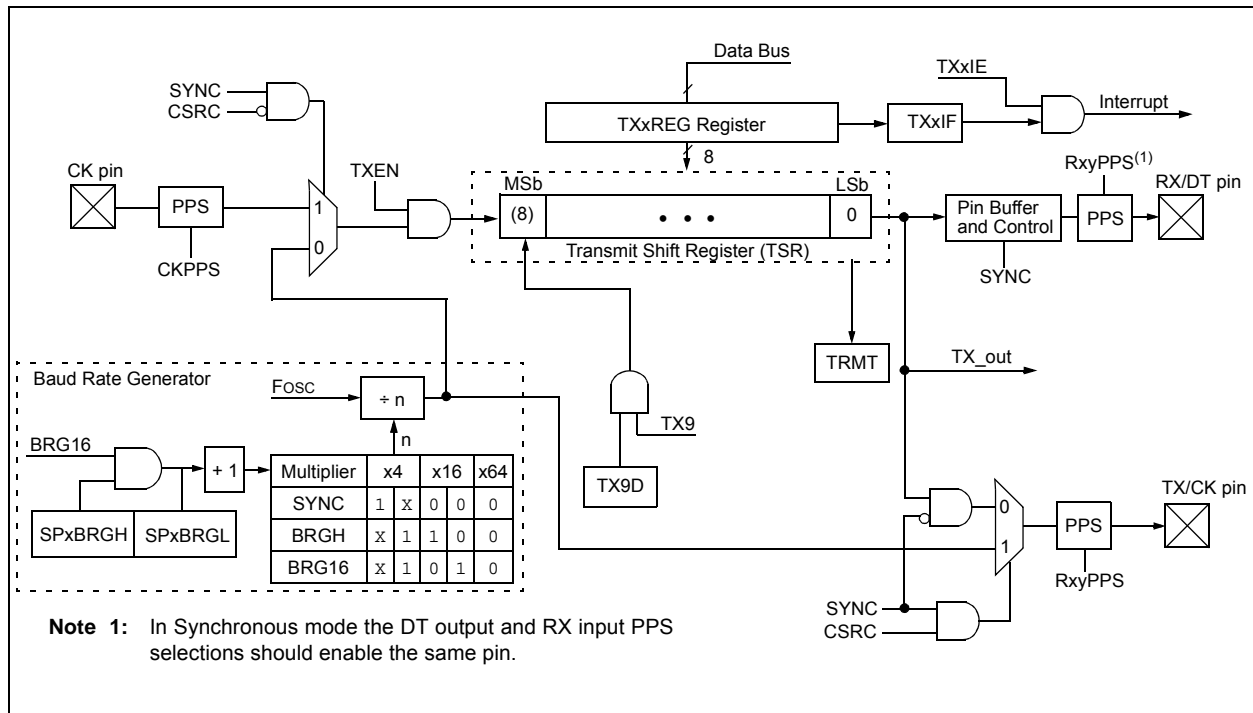 Data Bus
TXxIE
Interrupt
SYNC
CSRC
TXxREG Register
TXxIF
8
RxyPPS(1)
CK pin
TXEN
MSb
LSb
RX/DT pin
PPS
1
0
(8)
• • •
0
Pin Buffer
and Control
PPS
CKPPS
Transmit Shift Register (TSR)
SYNC
TRMT
TX_out
Baud Rate Generator
FOSC
÷ n
n
TX9
TX9D
BRG16
+ 1
SPxBRGH SPxBRGL
Multiplier x4 x16 x64
SYNC 1 X 0 0 0
BRGH X 1 1 0 0
BRG16 X 1 0 1 0
0
1
PPS
TX/CK pin
RxyPPS
SYNC
CSRC
Note 1: In Synchronous mode the DT output and RX input PPS
selections should enable the same pin.